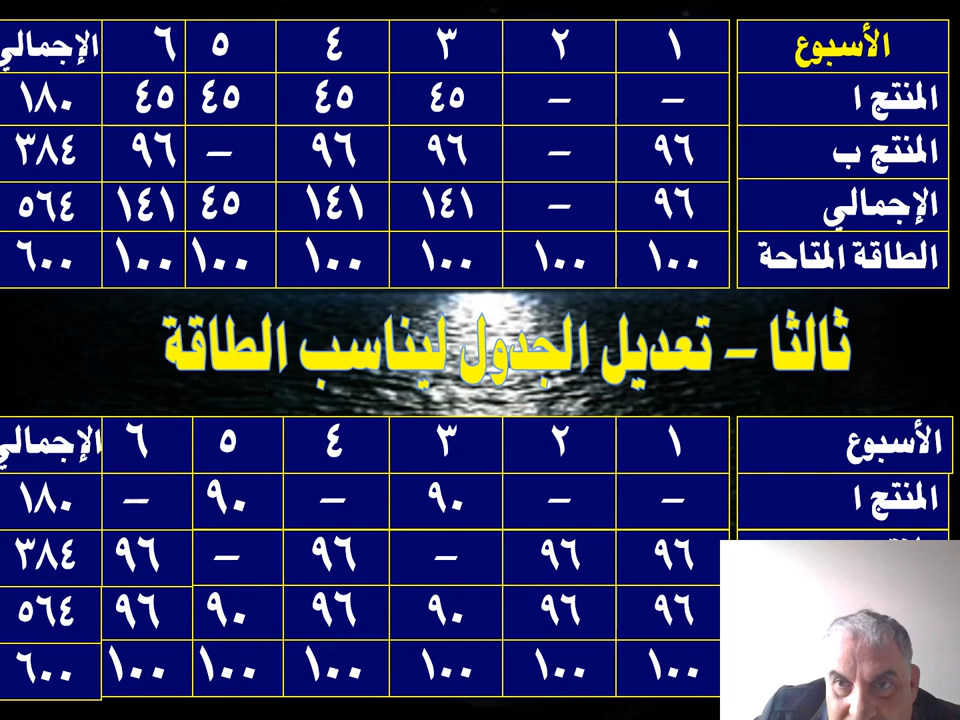 الأسبوع ١ ٢ ٣ ٤ ٥ ٦ الإجمالي
المنتج ا – – ٤٥ ٤٥ ٤٥ ٤٥ ١٨٠
المنتج ب ٩٦ – ٩٦ ٩٦ – ٩٦ ٣٨٤
الإجمالي ٩٦ – ١٤١ ١٤١ ٤٥ ١٤١ ٥٦٤
الطاقة المتاحة ١٠٠ ١٠٠ ١٠٠ ١٠٠ ١٠٠ ١٠٠ ٦٠٠
ثالثا – تعديل الجدول ليناسب الطاقة
الأسبوع ١ ٢ ٣ ٤ ٥ ٦ الإجمالي
المنتج ا – – ٩٠ – ٩٠ – ١٨٠
٩٦ ٩٦ – ٩٦ – ٩٦ ٣٨٤
٩٦ ٩٦ ٩٠ ٩٦ ٩٠ ٩٦ ٥٦٤
١٠٠ ١٠٠ ١٠٠ ١٠٠ ١٠٠ ١٠٠ ٦٠٠